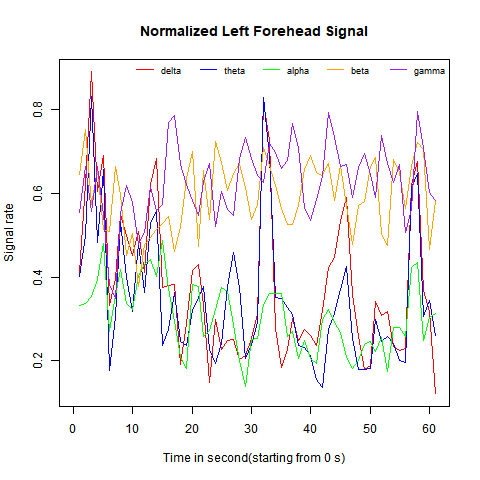 Normalized Left Forehead Signal
delta theta alpha beta gamma
0.8
0.6
0.4
0.2
Signal rate
0 10 20 30 40 50 60
Time in second(starting from 0 s)